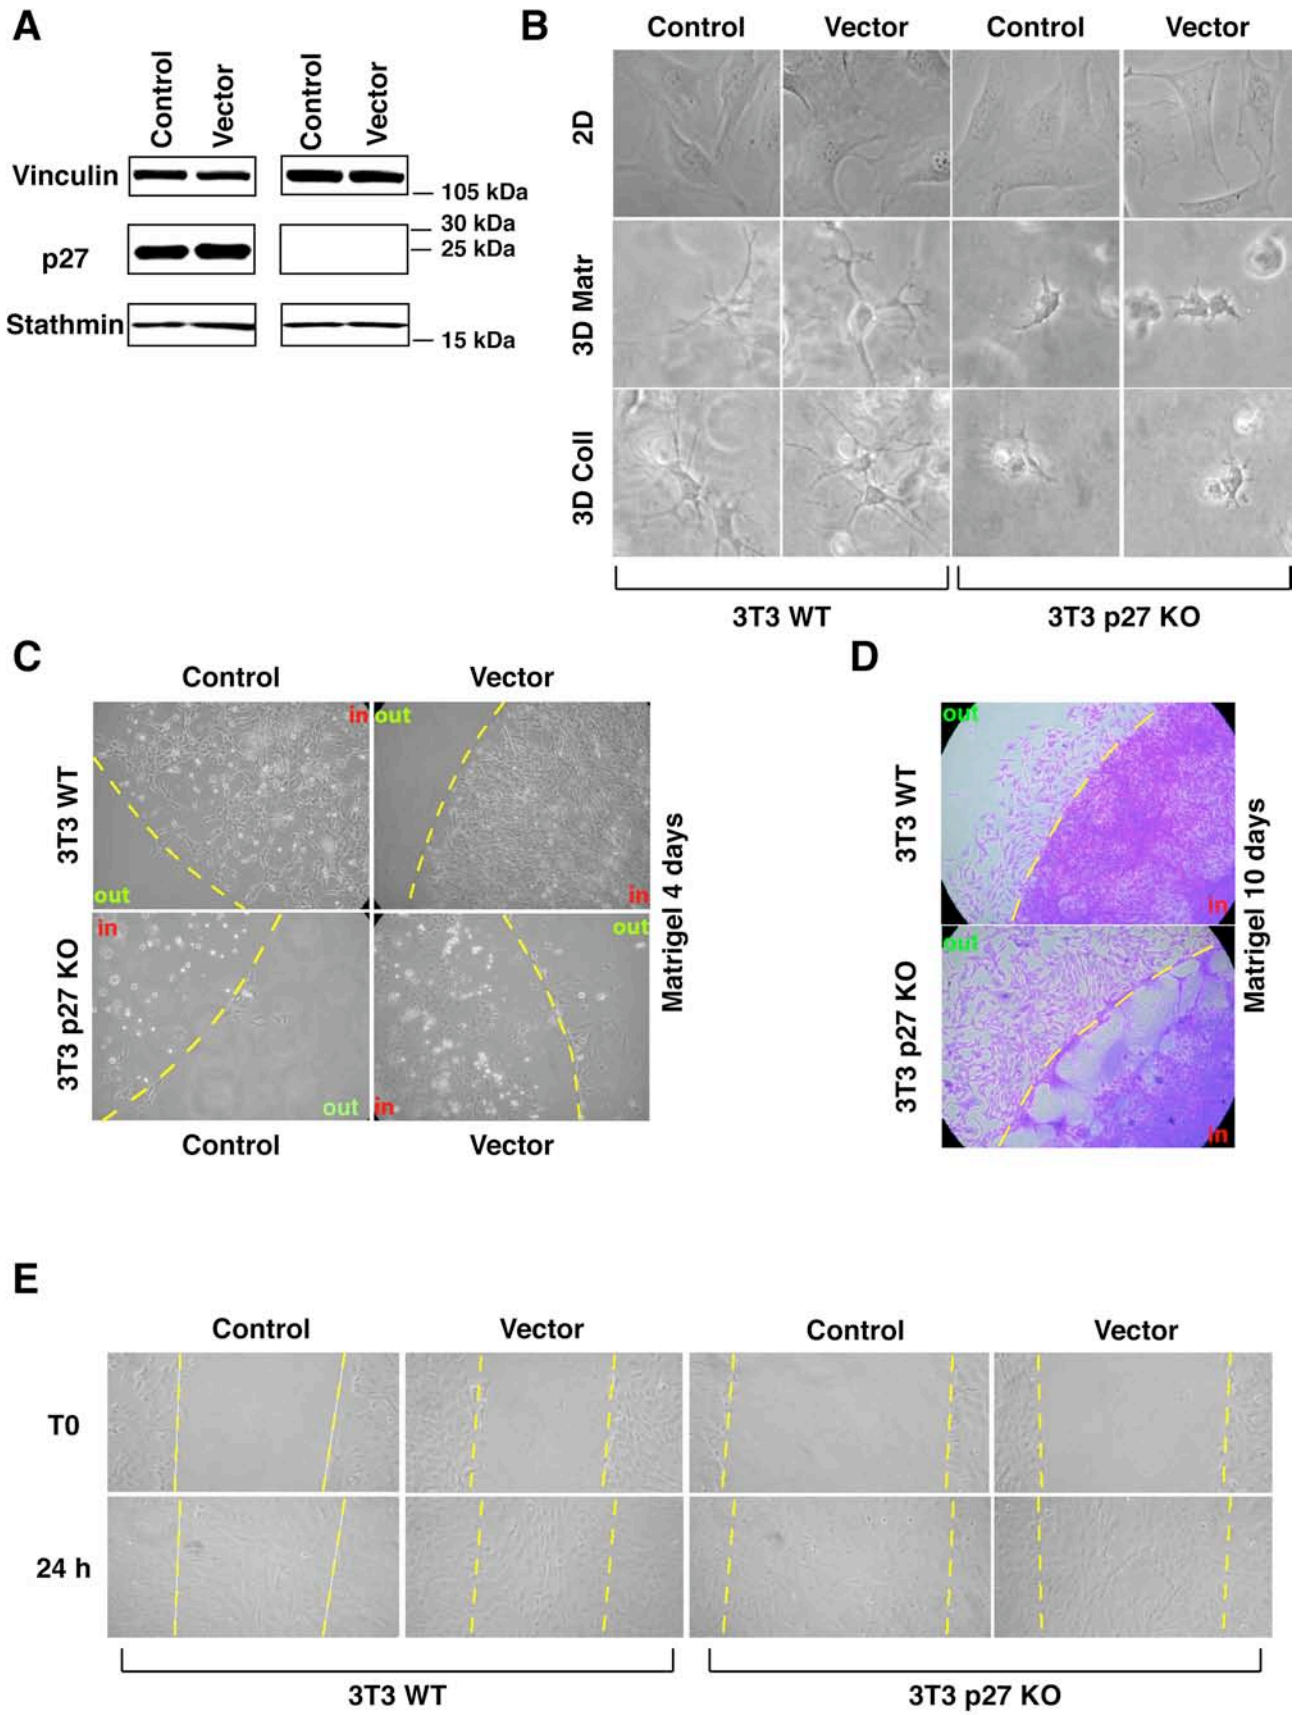 A
Control
Vector
Control
Vector
Vinculin
105 kDa
30 kDa
p27
25 kDa
Stathmin
15 kDa
B
Control
Vector
Control
Vector
2D
3D Matr
3D Coll
3T3 WT
3T3 p27 KO
C
Control
Vector
3T3 WT
in
out
out
in
3T3 p27 KO
in
out
out
in
Control
Vector
Matrigel 4 days
D
3T3 WT
out
in
3T3 p27 KO
out
in
Matrigel 10 days
E
Control
Vector
Control
Vector
T0
24 h
3T3 WT
3T3 p27 KO